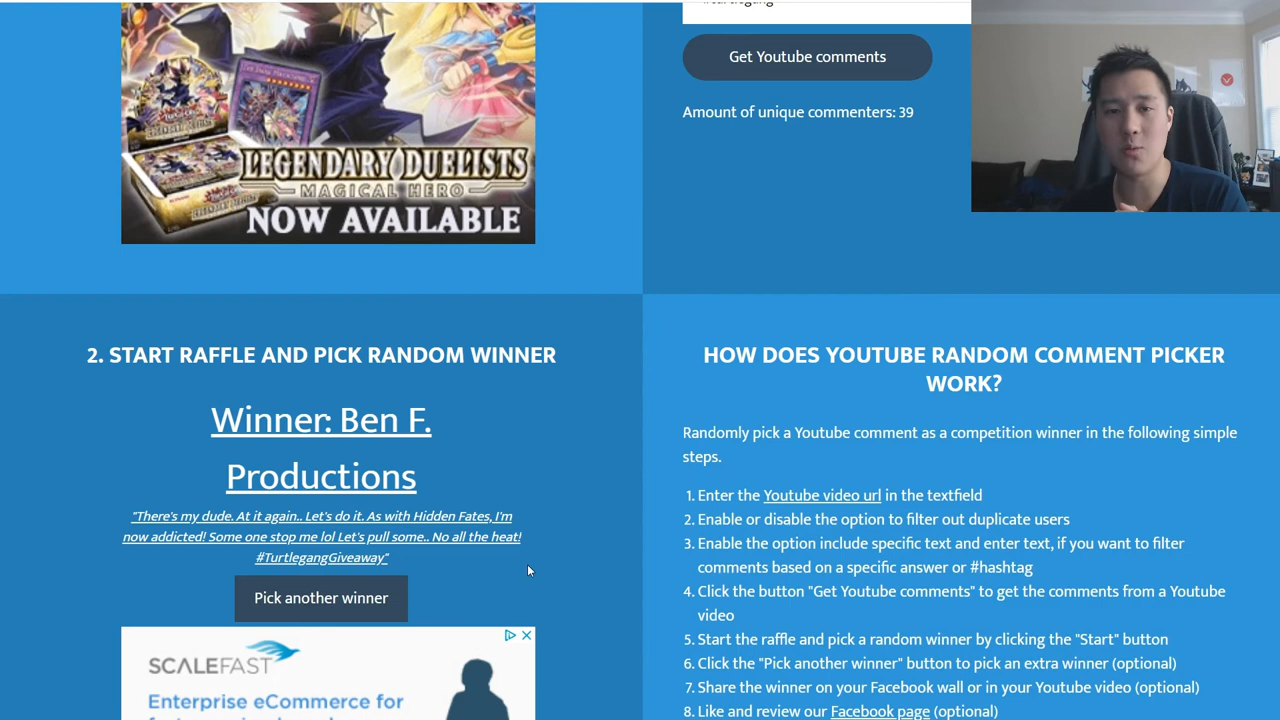 LEGENDARY DUELISTS
MAGICAL HERO
NOW AVAILABLE
Get Youtube comments
Amount of unique commenters: 39
2. START RAFFLE AND PICK RANDOM WINNER
Winner: Ben F.
Productions
"There's my dude. At it again.. Let's do it. As with Hidden Fates, I'm
now addicted! Some one stop me lol Let's pull some.. No all the heat!
#TurtlegangGiveaway"
Pick another winner
SCALEFAST
Enterprise eCommerce for
HOW DOES YOUTUBE RANDOM COMMENT PICKER
WORK?
Randomly pick a Youtube comment as a competition winner in the following simple
steps.
1. Enter the Youtube video url in the textfield
2. Enable or disable the option to filter out duplicate users
3. Enable the option include specific text and enter text, if you want to filter
comments based on a specific answer or #hashtag
4. Click the button "Get Youtube comments" to get the comments from a Youtube
video
5. Start the raffle and pick a random winner by clicking the "Start" button
6. Click the "Pick another winner" button to pick an extra winner (optional)
7. Share the winner on your Facebook wall or in your Youtube video (optional)
8. Like and review our Facebook page (optional)